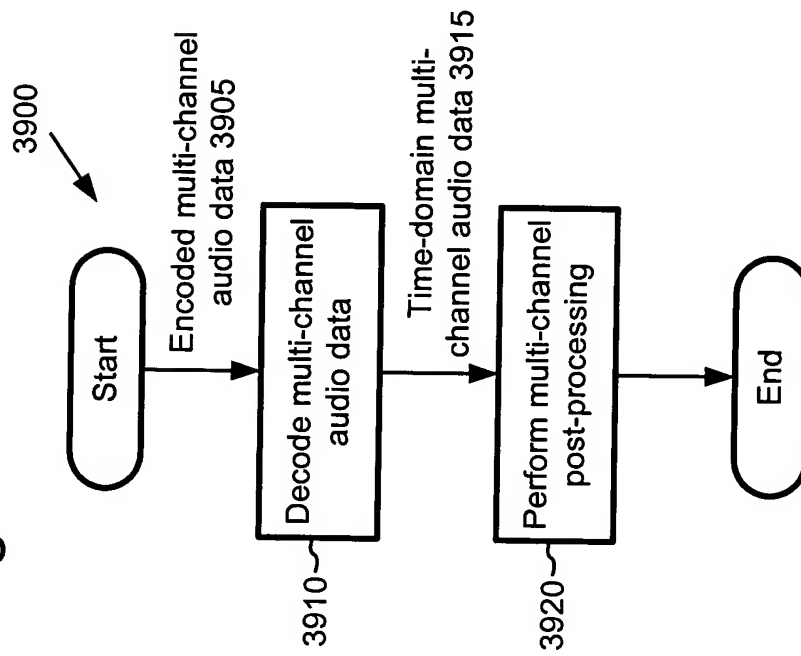 3900
Start
Encoded multi-channel
audio data 3905
3910
Decode multi-channel
audio data
Time-domain multi-
channel audio data 3915
3920
Perform multi-channel
post-processing
End